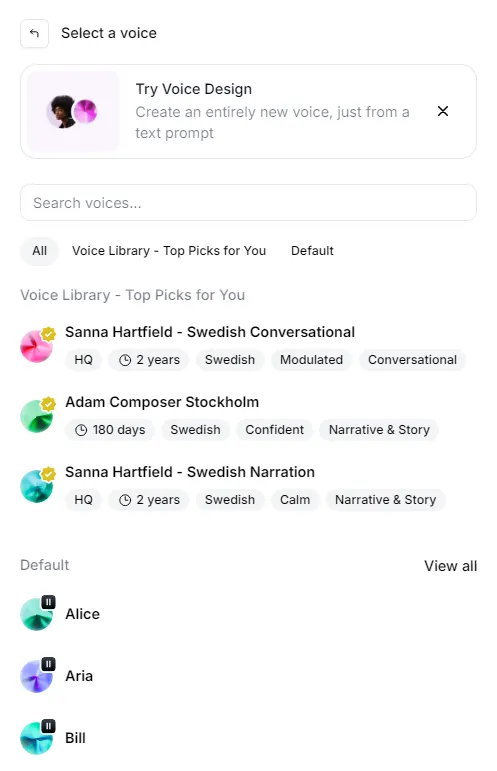 Select a voice
Try Voice Design
Create an entirely new voice, just from a
text prompt
Search voices...
All Voice Library - Top Picks for You Default
Voice Library - Top Picks for You
Sanna Hartfield - Swedish Conversational
HQ 2 years Swedish Modulated Conversational
Adam Composer Stockholm
180 days Swedish Confident Narrative & Story
Sanna Hartfield - Swedish Narration
HQ 2 years Swedish Calm Narrative & Story
Default View all
Alice
Aria
Bill